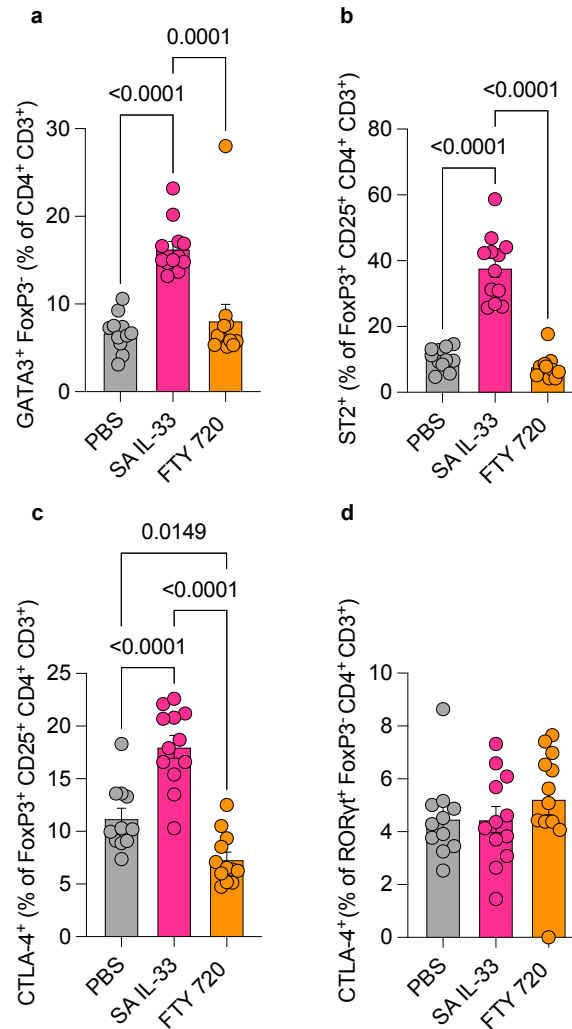 a
0.0001
<0.0001
GATA3⁺ FoxP3⁻ (% of CD4⁺ CD3⁺)
30
20
10
0
PBS
SA IL-33
FTY 720
b
<0.0001
<0.0001
ST2⁺ (% of FoxP3⁺ CD25⁺ CD4⁺ CD3⁺)
80
60
40
20
0
PBS
SA IL-33
FTY 720
c
0.0149
<0.0001
<0.0001
CTLA-4⁺ (% of FoxP3⁺ CD25⁺ CD4⁺ CD3⁺)
25
20
15
10
5
0
PBS
SA IL-33
FTY 720
d
CTLA-4⁺ (% of RORγt⁺ FoxP3⁻ CD4⁺ CD3⁺)
10
8
6
4
2
0
PBS
SA IL-33
FTY 720